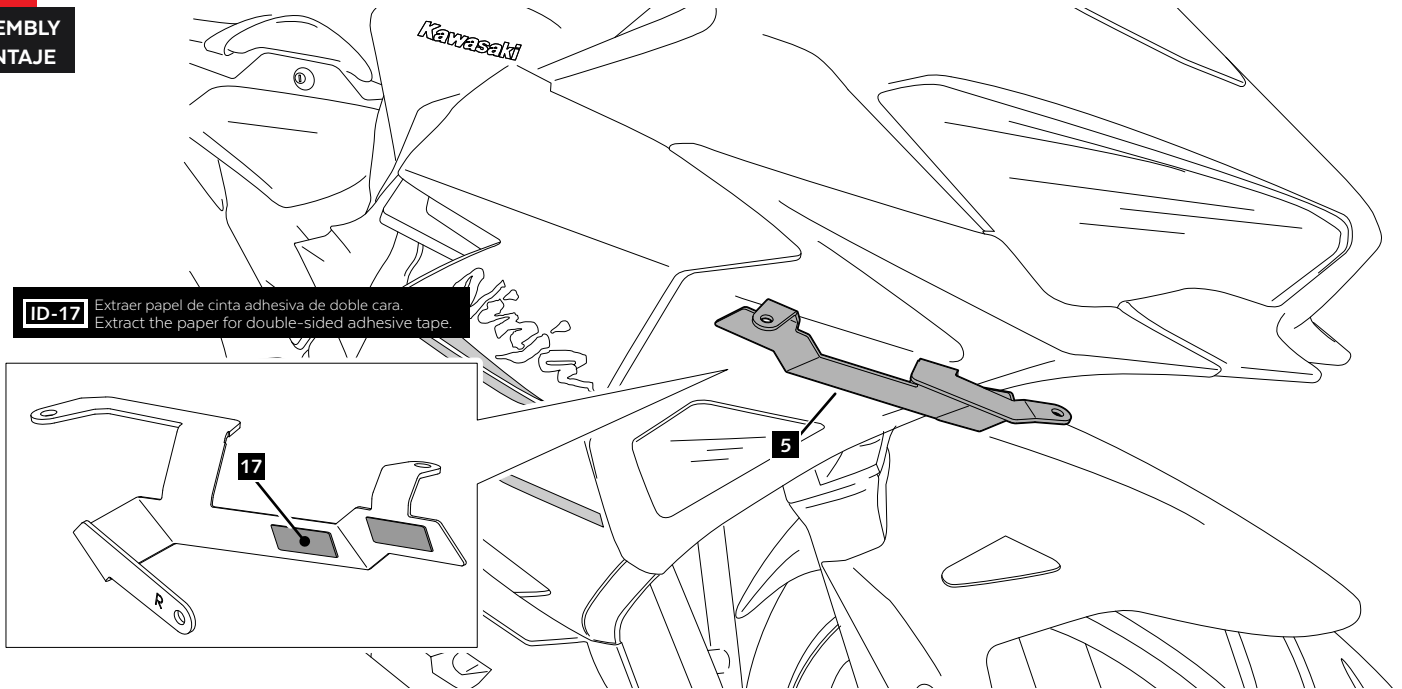 EMBLY
NTAJE
Kawasaki
ID-17
Extraer papel de cinta adhesiva de doble cara.
Extract the paper for double-sided adhesive tape.
Ninja
5
17
R